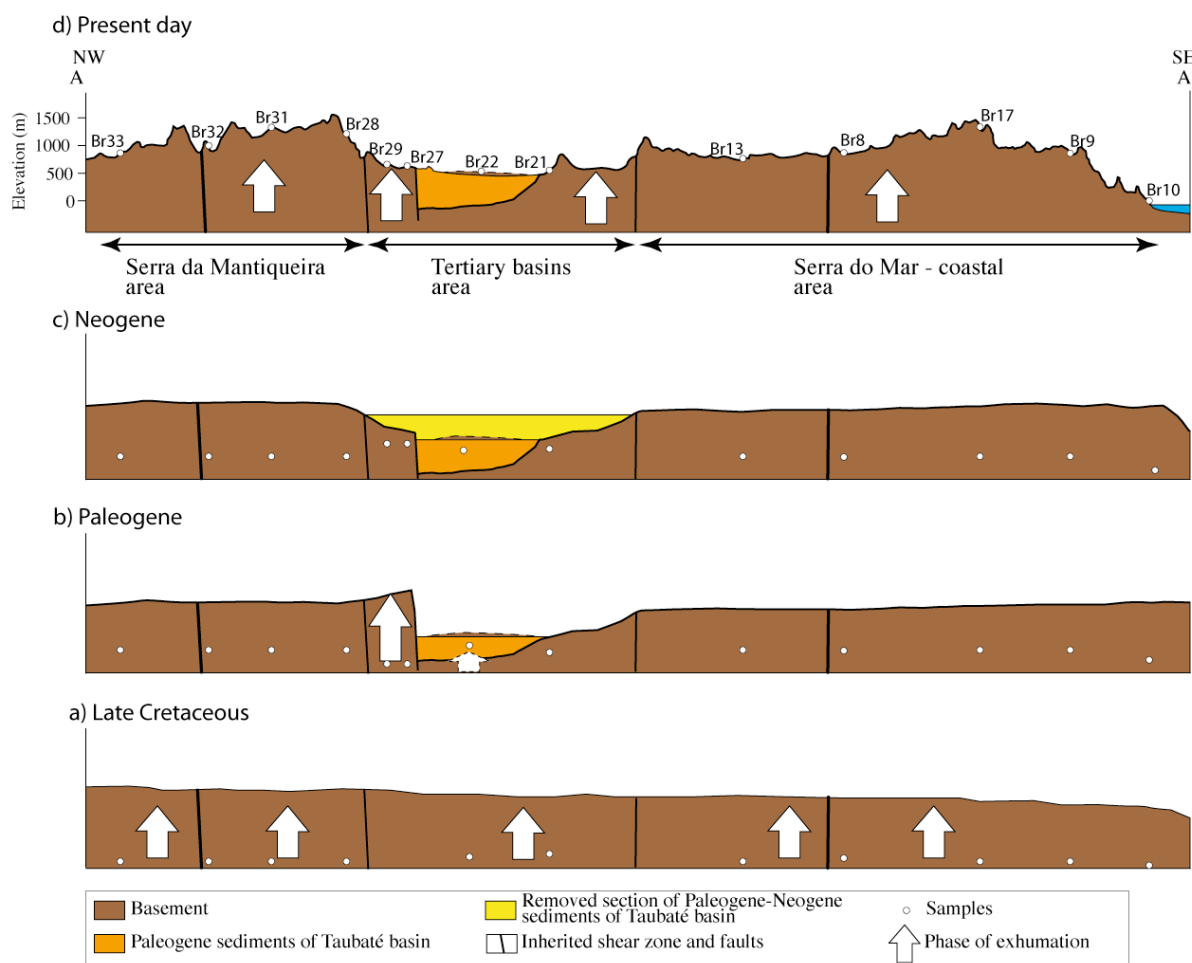 d) Present day
NW
A
SE
A
Elevation (m)
1500
1000
500
0
Br33
Br32
Br31
Br28
Br29
Br27
Br22
Br21
Br13
Br8
Br17
Br9
Br10
Serra da Mantiqueira
area
Tertiary basins
area
Serra do Mar - coastal
area
c) Neogene
b) Paleogene
a) Late Cretaceous
Basement
Paleogene sediments of Taubaté basin
Removed section of Paleogene-Neogene
sediments of Taubaté basin
Inherited shear zone and faults
Samples
Phase of exhumation